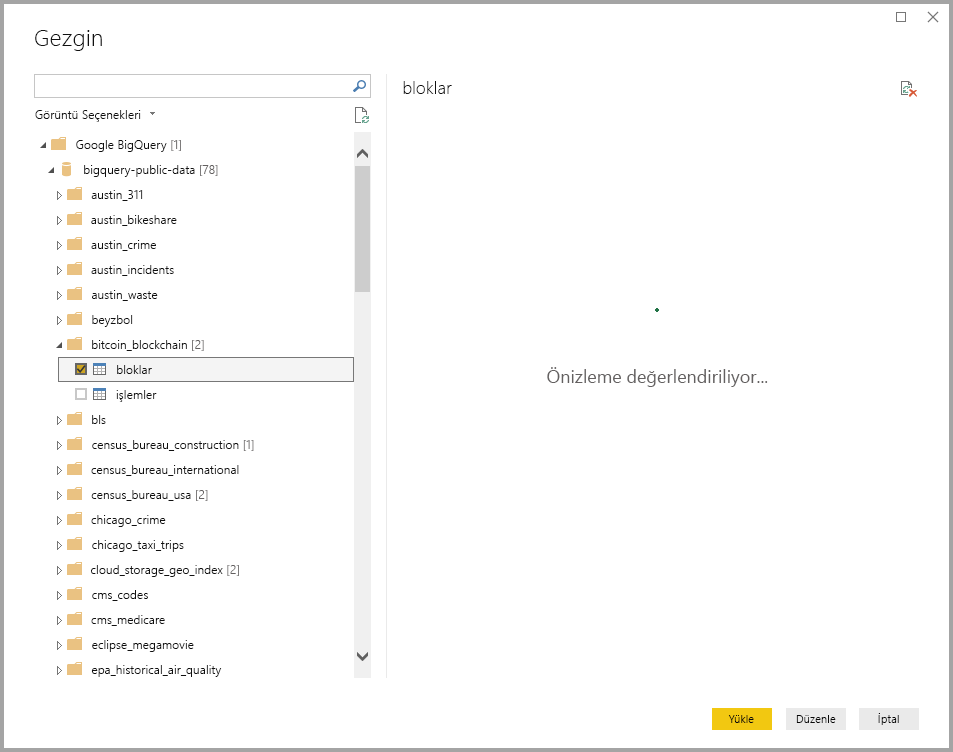 Gezgin
Görüntü Seçenekleri
Google BigQuery [1]
bigquery-public-data [78]
austin_311
austin_bikeshare
austin_crime
austin_incidents
austin_waste
beyzbol
bitcoin_blockchain [2]
bloklar
işlemler
bls
census_bureau_construction [1]
census_bureau_international
census_bureau_usa [2]
chicago_crime
chicago_taxi_trips
cloud_storage_geo_index [2]
cms_codes
cms_medicare
eclipse_megamovie
epa_historical_air_quality
bloklar
Önizleme değerlendiriliyor...
Yükle
Düzenle
İptal